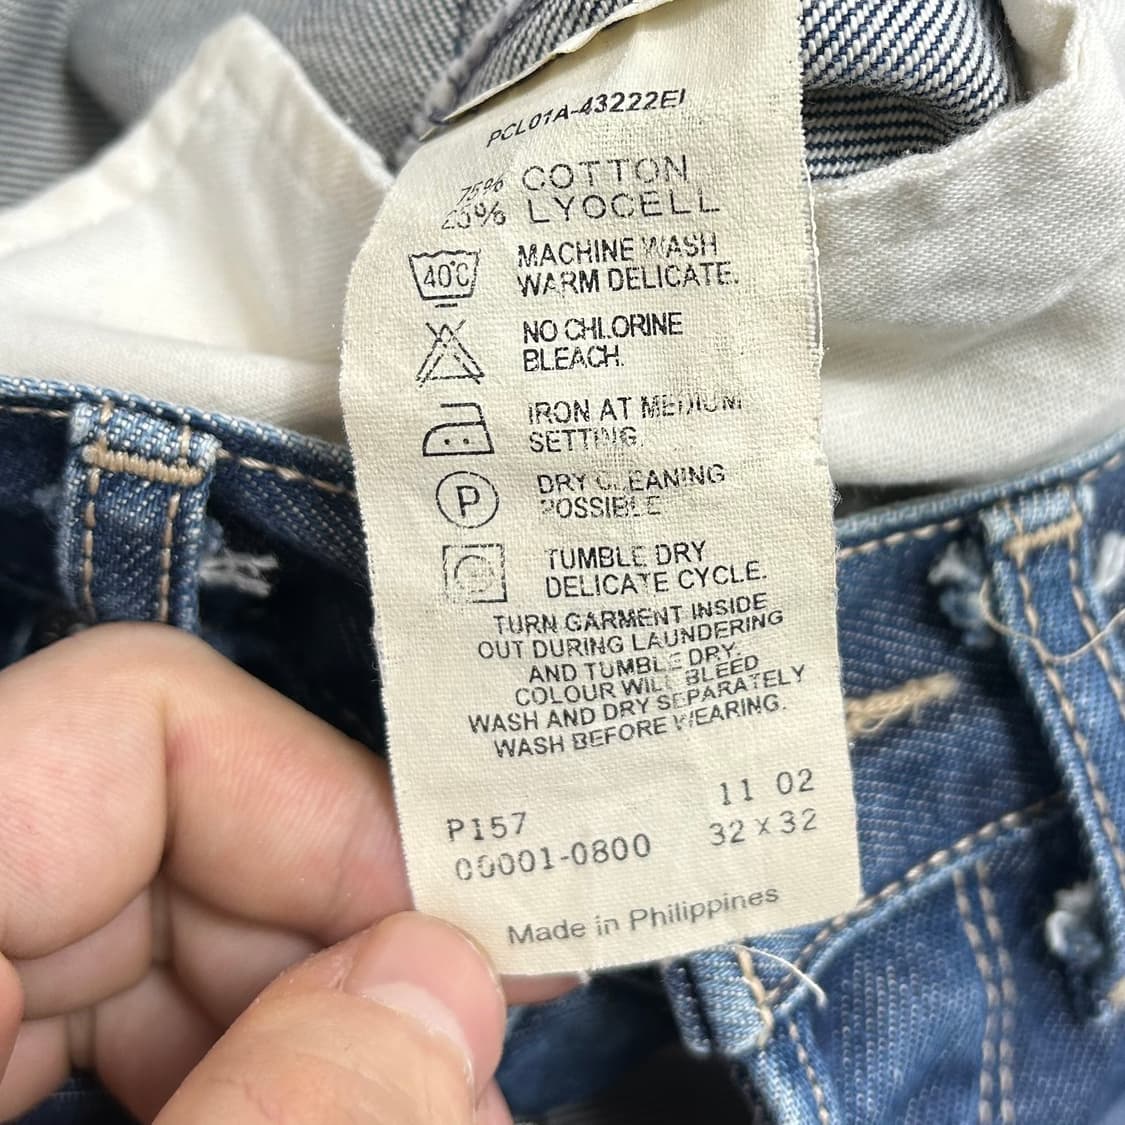 PCL01A-43222EI
75% COTTON
25% LYOCELL
40°C MACHINE WASH
WARM DELICATE.
NO CHLORINE
BLEACH.
IRON AT MEDIUM
SETTING.
P DRY CLEANING
POSSIBLE
TUMBLE DRY
DELICATE CYCLE.
TURN GARMENT INSIDE
OUT DURING LAUNDERING
AND TUMBLE DRY.
COLOUR WILL BLEED
WASH AND DRY SEPARATELY
WASH BEFORE WEARING.
P157 11 02
00001-0800 32 x 32
Made in Philippines